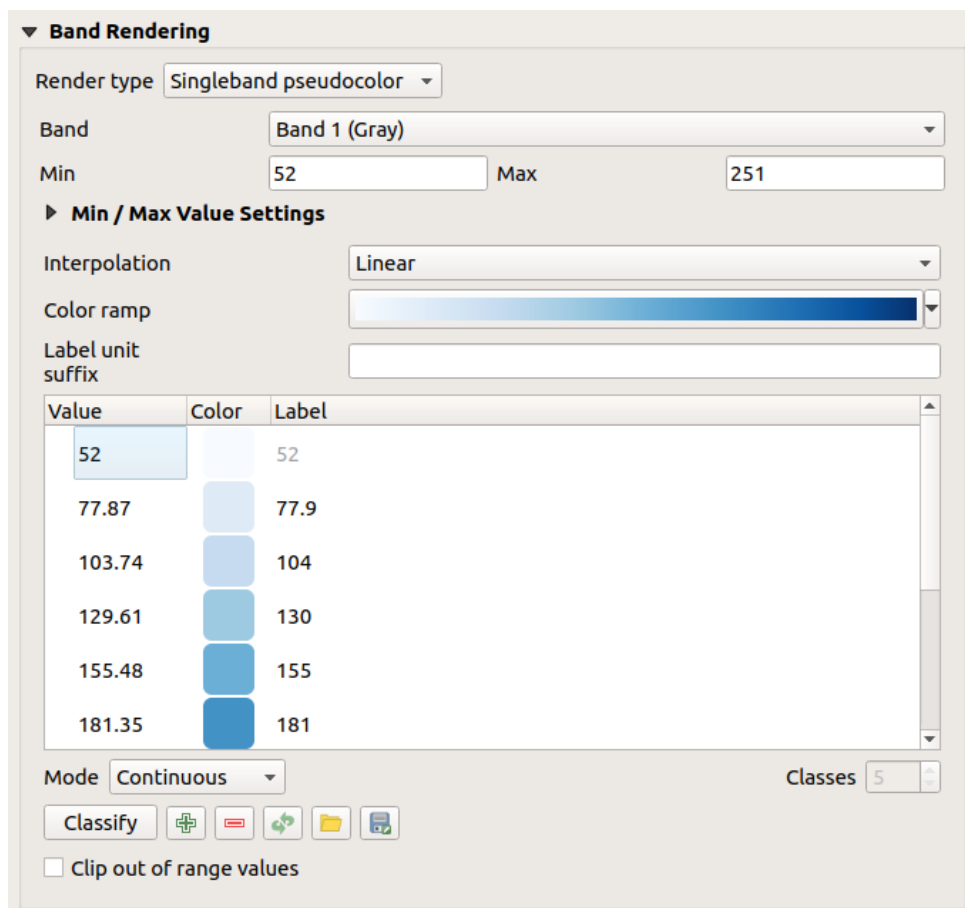 Band Rendering
Render type Singleband pseudocolor
Band Band 1 (Gray)
Min 52 Max 251
Min / Max Value Settings
Interpolation Linear
Color ramp
Label unit
suffix
Value Color Label
52 52
77.87 77.9
103.74 104
129.61 130
155.48 155
181.35 181
Mode Continuous Classes 5
Classify
Clip out of range values